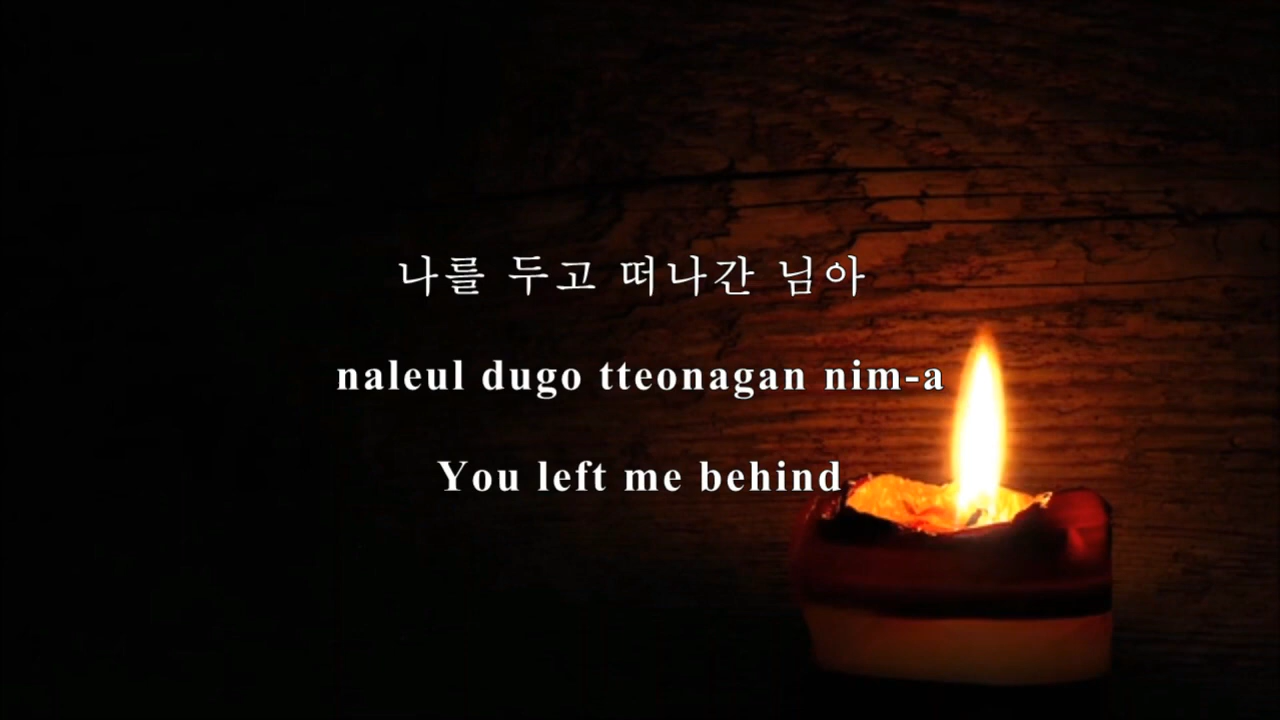 나를 두고 떠나간 님아
naleul dugo tteonagan nim-a
You left me behind